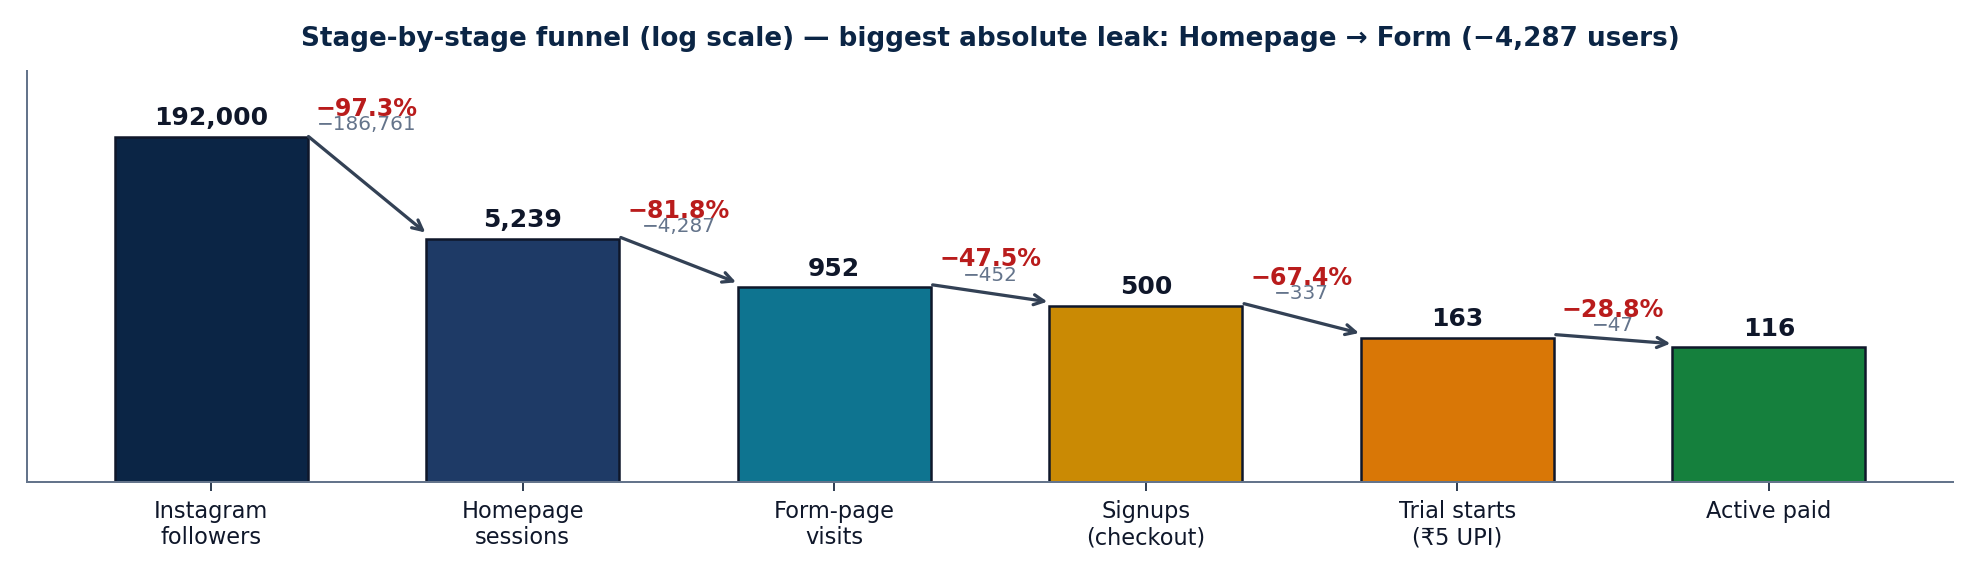 Stage-by-stage funnel (log scale) — biggest absolute leak: Homepage → Form (−4,287 users)
192,000
−97.3%
−186,761
5,239
−81.8%
−4,287
952
−47.5%
−452
500
−67.4%
−337
163
−28.8%
−47
116
Instagram
followers
Homepage
sessions
Form-page
visits
Signups
(checkout)
Trial starts
(₹5 UPI)
Active paid